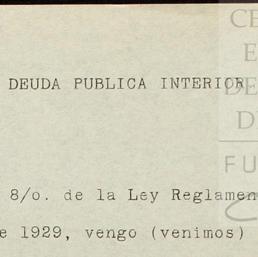 DEUDA PUBLICA INTERIOR
8/o. de la Ley Reglamen
e 1929, vengo (venimos)